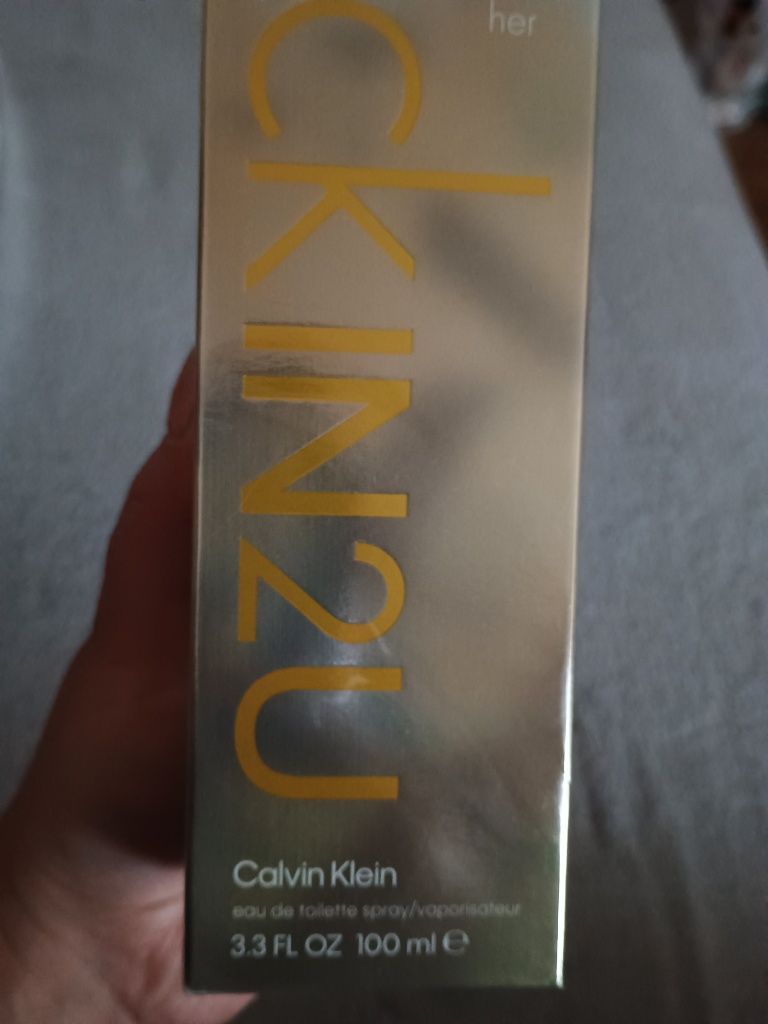 her
ckIN2U
Calvin Klein
eau de toilette spray/vaporisateur
3.3 FL OZ 100 ml ℮